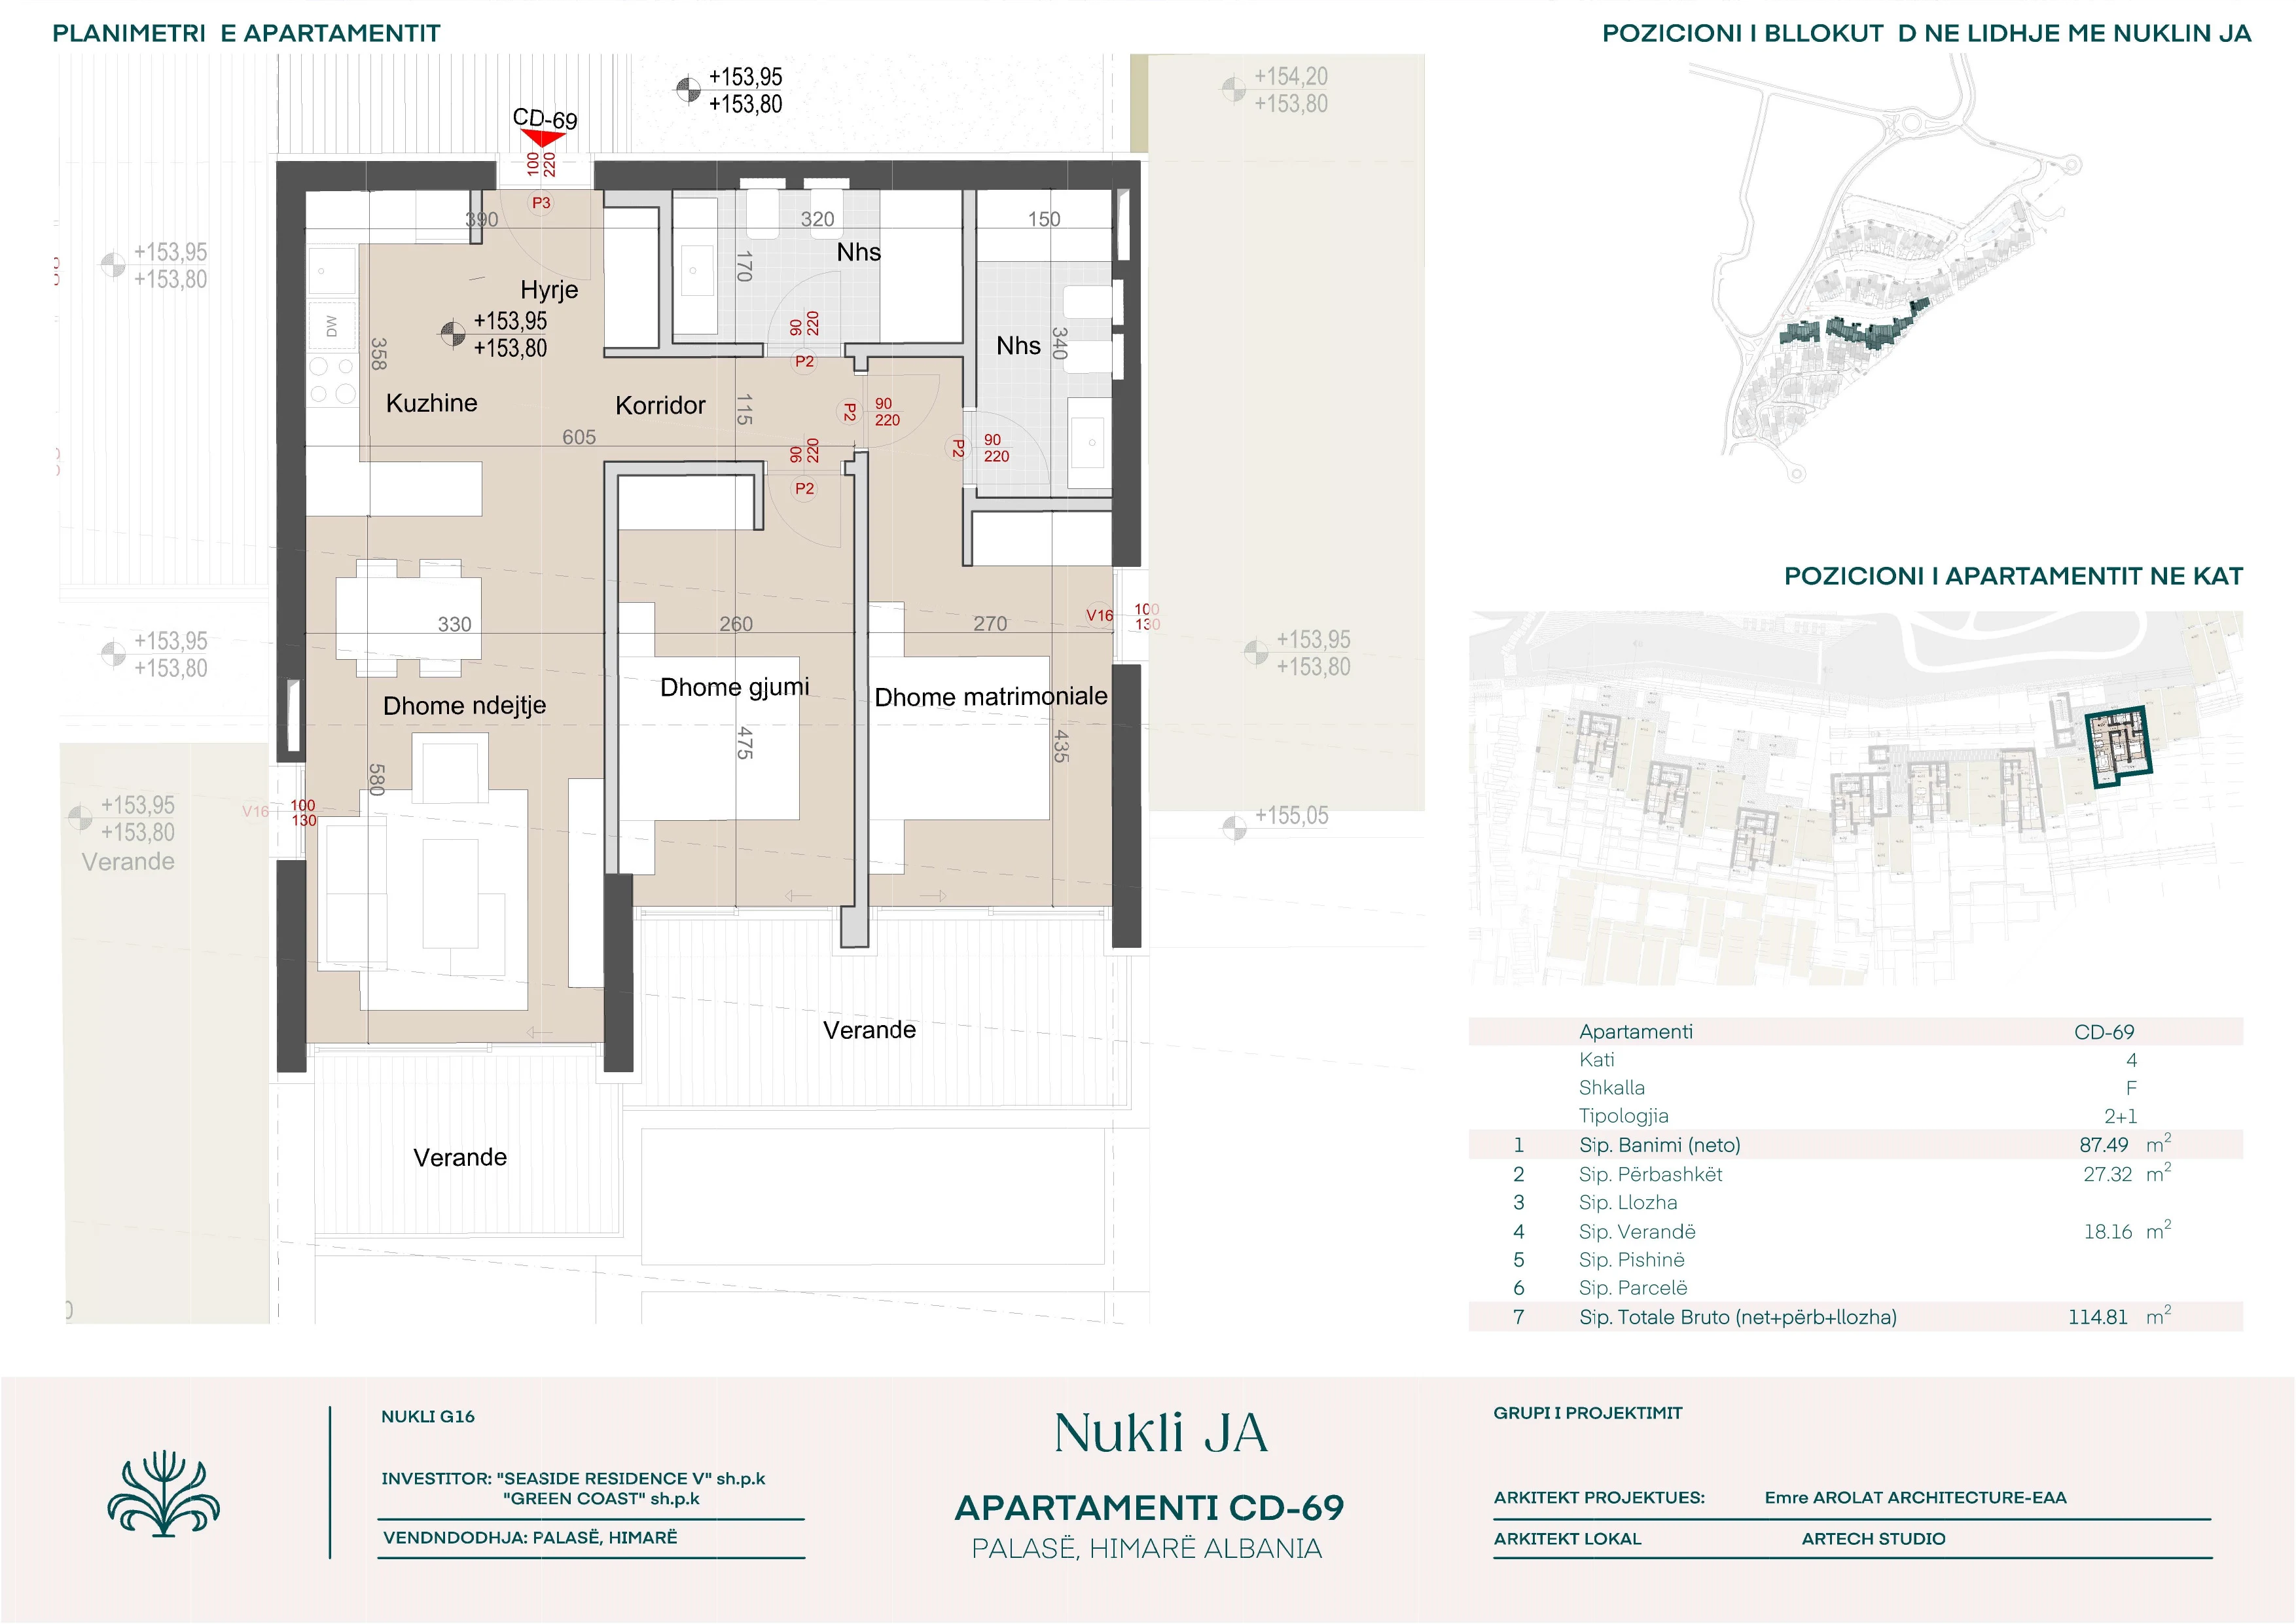 PLANIMETRI E APARTAMENTIT
POZICIONI I BLLOKUT D NE LIDHJE ME NUKLIN JA
+153,95
+153,80
+154,20
+153,80
CD-69
100
220
P3
390
320
150
+153,95
+153,80
Nhs
170
Hyrje
+153,95
+153,80
90
220
DW
358
Nhs
340
P2
Kuzhine
Korridor
115
P2
90
220
605
90
220
P2
90
220
P2
POZICIONI I APARTAMENTIT NE KAT
330
260
270
V16
100
130
+153,95
+153,80
+153,95
+153,80
Dhome gjumi
Dhome matrimoniale
Dhome ndejtje
475
435
580
V16
100
130
+153,95
+153,80
Verande
+155,05
Verande
Verande
Apartamenti CD-69
Kati 4
Shkalla F
Tipologjia 2+1
1 Sip. Banimi (neto) 87.49 m²
2 Sip. Përbashkët 27.32 m²
3 Sip. Llozha
4 Sip. Verandë 18.16 m²
5 Sip. Pishinë
6 Sip. Parcelë
7 Sip. Totale Bruto (net+përb+llozha) 114.81 m²
NUKLI G16
INVESTITOR: "SEASIDE RESIDENCE V" sh.p.k
"GREEN COAST" sh.p.k
VENDNDODHJA: PALASË, HIMARË
Nukli JA
APARTAMENTI CD-69
PALASË, HIMARË ALBANIA
GRUPI I PROJEKTIMIT
ARKITEKT PROJEKTUES: Emre AROLAT ARCHITECTURE-EAA
ARKITEKT LOKAL ARTECH STUDIO